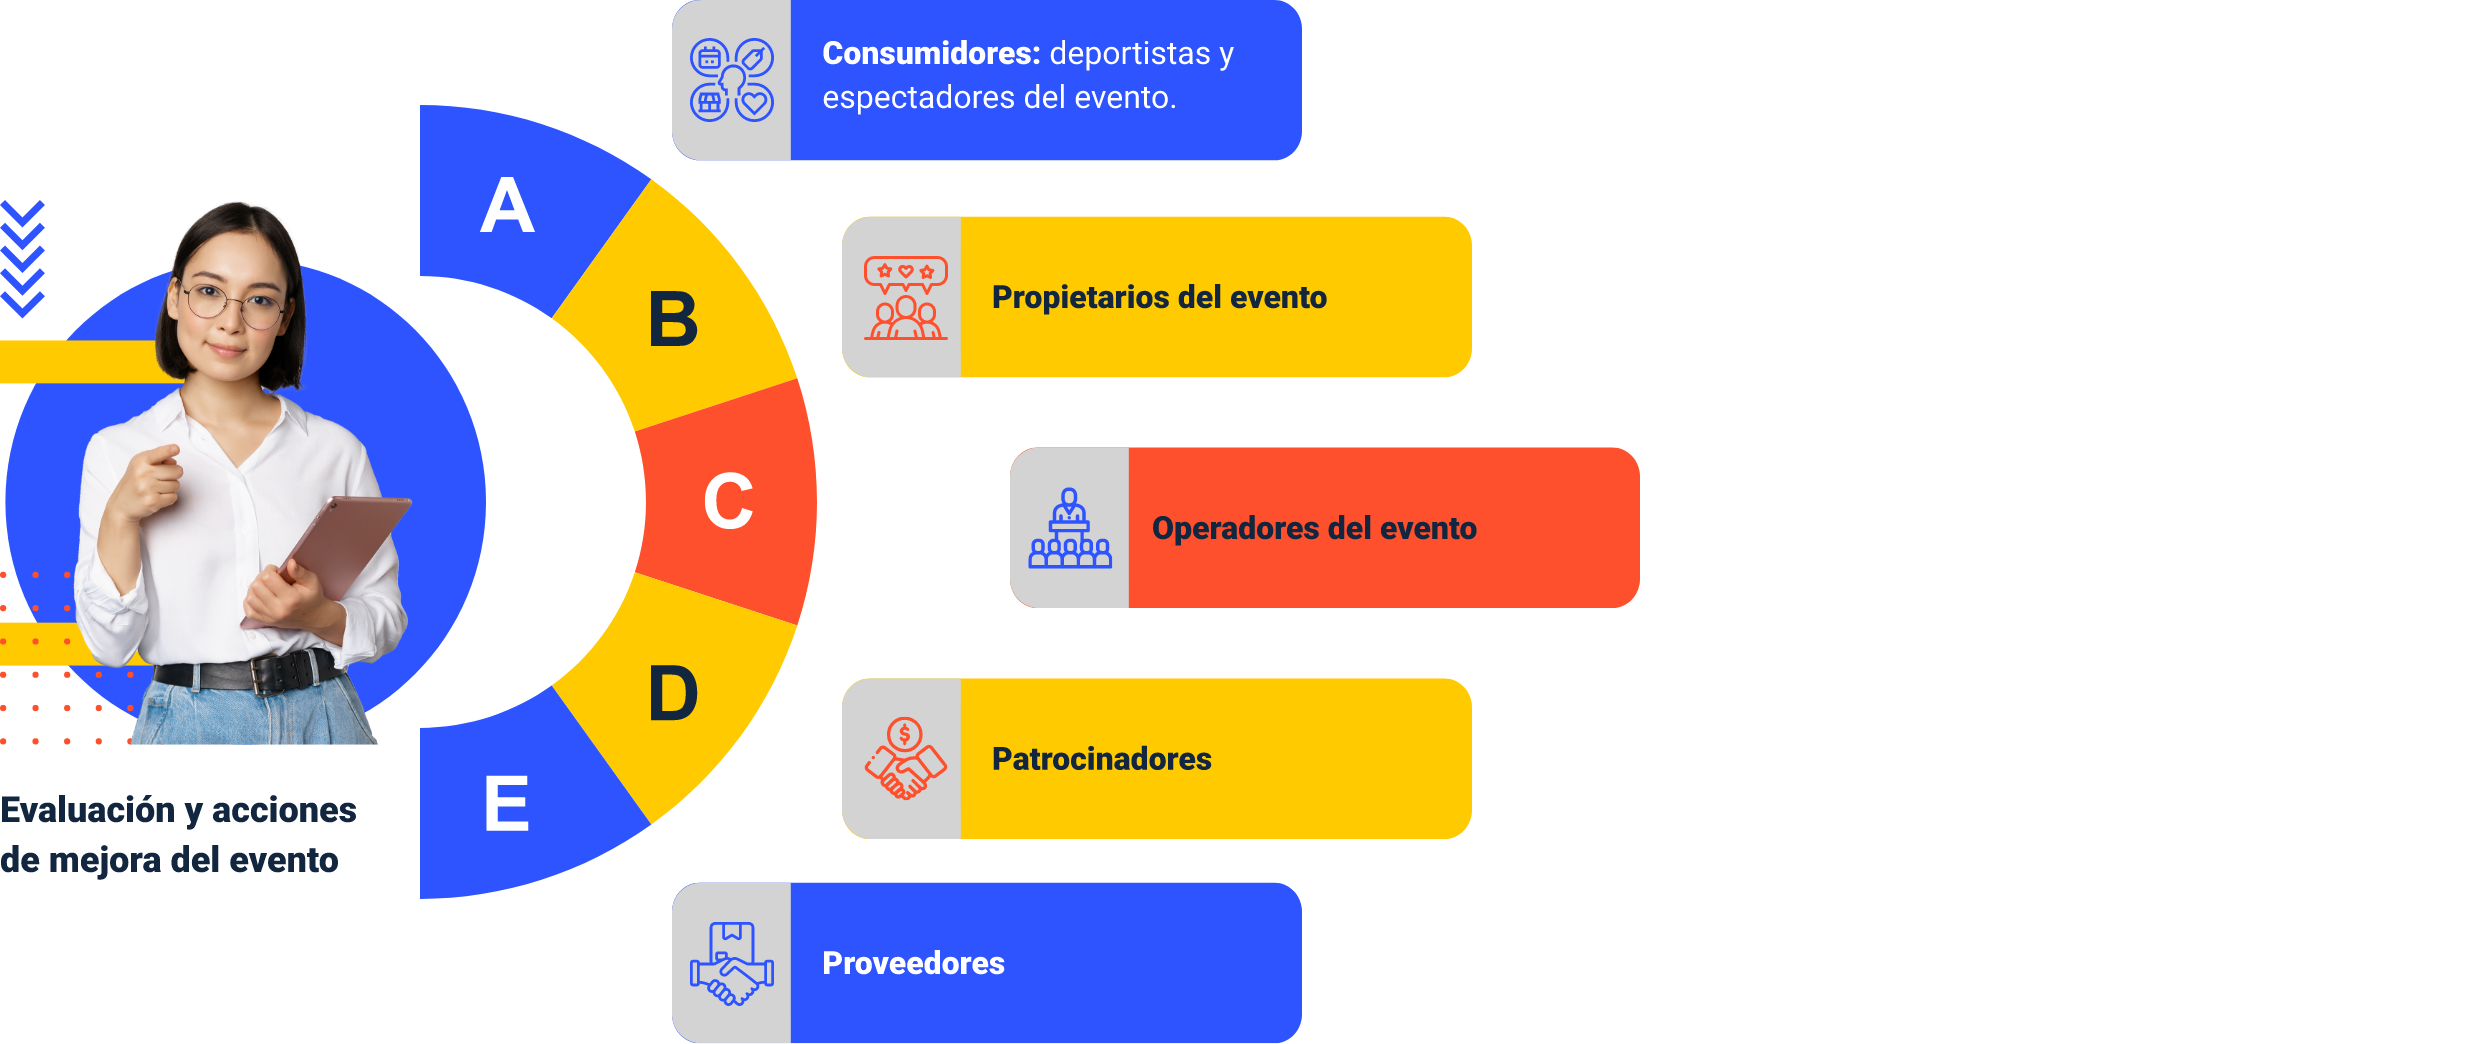 A
Consumidores: deportistas y
espectadores del evento.
B
Propietarios del evento
C
Operadores del evento
D
Patrocinadores
E
Proveedores
Evaluación y acciones
de mejora del evento